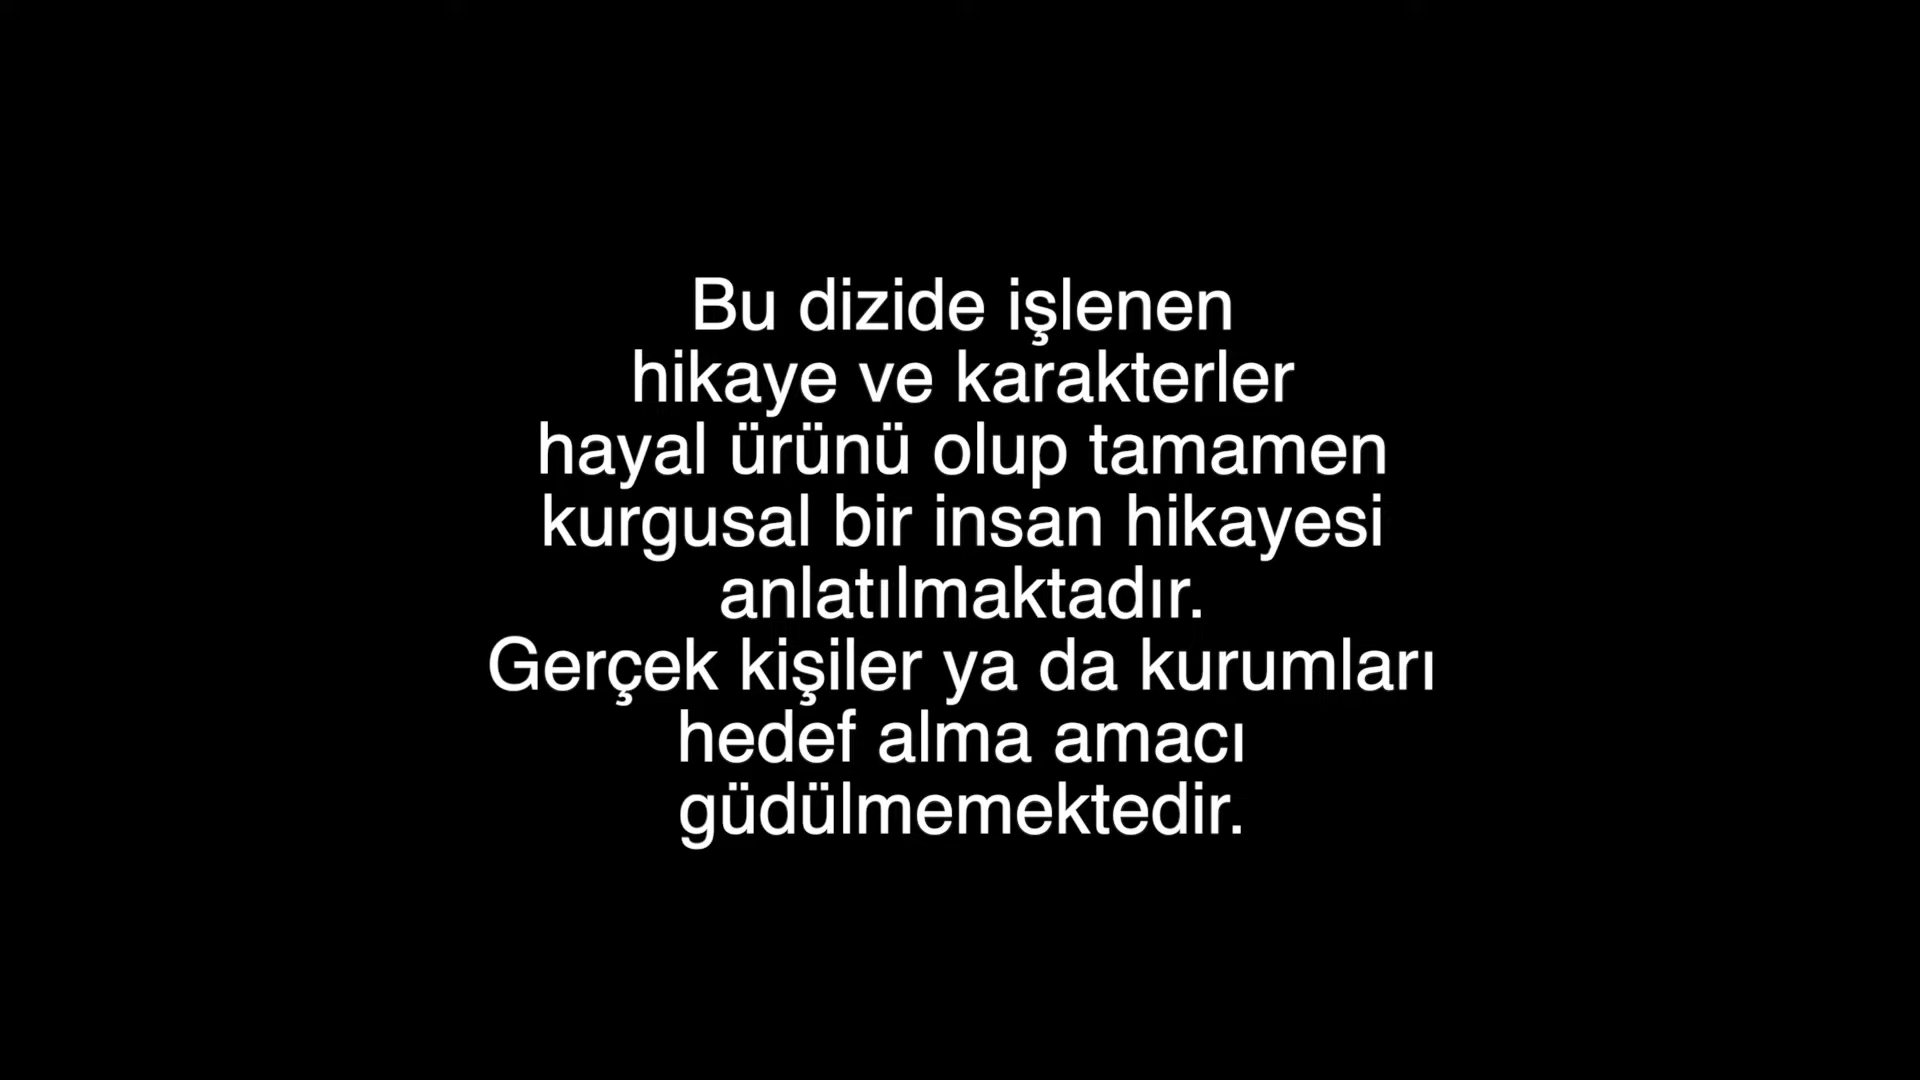 Bu dizide işlenen
hikaye ve karakterler
hayal ürünü olup tamamen
kurgusal bir insan hikayesi
anlatılmaktadır.
Gerçek kişiler ya da kurumları
hedef alma amacı
güdülmemektedir.